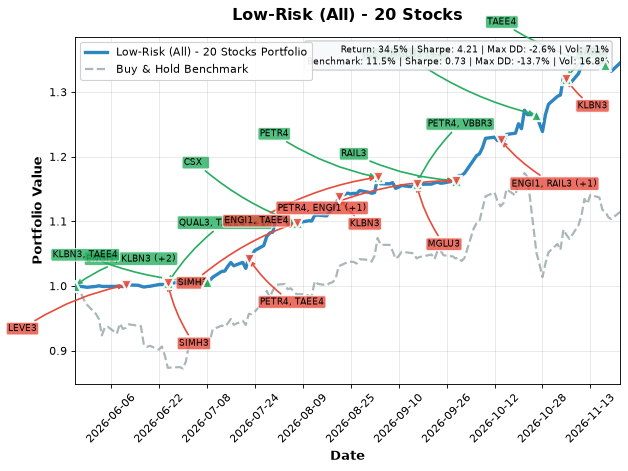 Low-Risk (All) - 20 Stocks
TAEE4
Low-Risk (All) - 20 Stocks Portfolio
Buy & Hold Benchmark
Return: 34.5% | Sharpe: 4.21 | Max DD: -2.6% | Vol: 7.1%
Benchmark: 11.5% | Sharpe: 0.73 | Max DD: -13.7% | Vol: 16.8%
KLBN3
PETR4
PETR4, VBBR3
RAIL3
CSX
ENGI1, RAIL3 (+1)
PETR4, ENGI1 (+1)
QUAL3,
ENGI1, TAEE4
KLBN3
MGLU3
KLBN3, TAEE4
KLBN3 (+2)
SIMH
PETR4, TAEE4
LEVE3
SIMH3
Portfolio Value
1.3
1.2
1.1
1.0
0.9
2026-06-06
2026-06-22
2026-07-08
2026-07-24
2026-08-09
2026-08-25
2026-09-10
2026-09-26
2026-10-12
2026-10-28
2026-11-13
Date